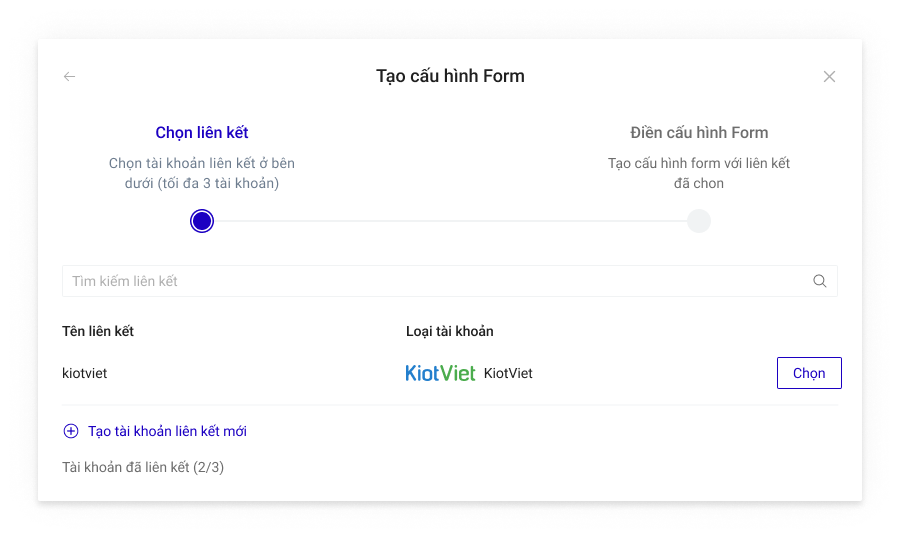 Tạo cấu hình Form
Chọn liên kết
Chọn tài khoản liên kết ở bên
dưới (tối đa 3 tài khoản)
Điền cấu hình Form
Tạo cấu hình form với liên kết
đã chon
Tìm kiếm liên kết
Tên liên kết
Loại tài khoản
kiotviet
KiotViet KiotViet
Chọn
Tạo tài khoản liên kết mới
Tài khoản đã liên kết (2/3)